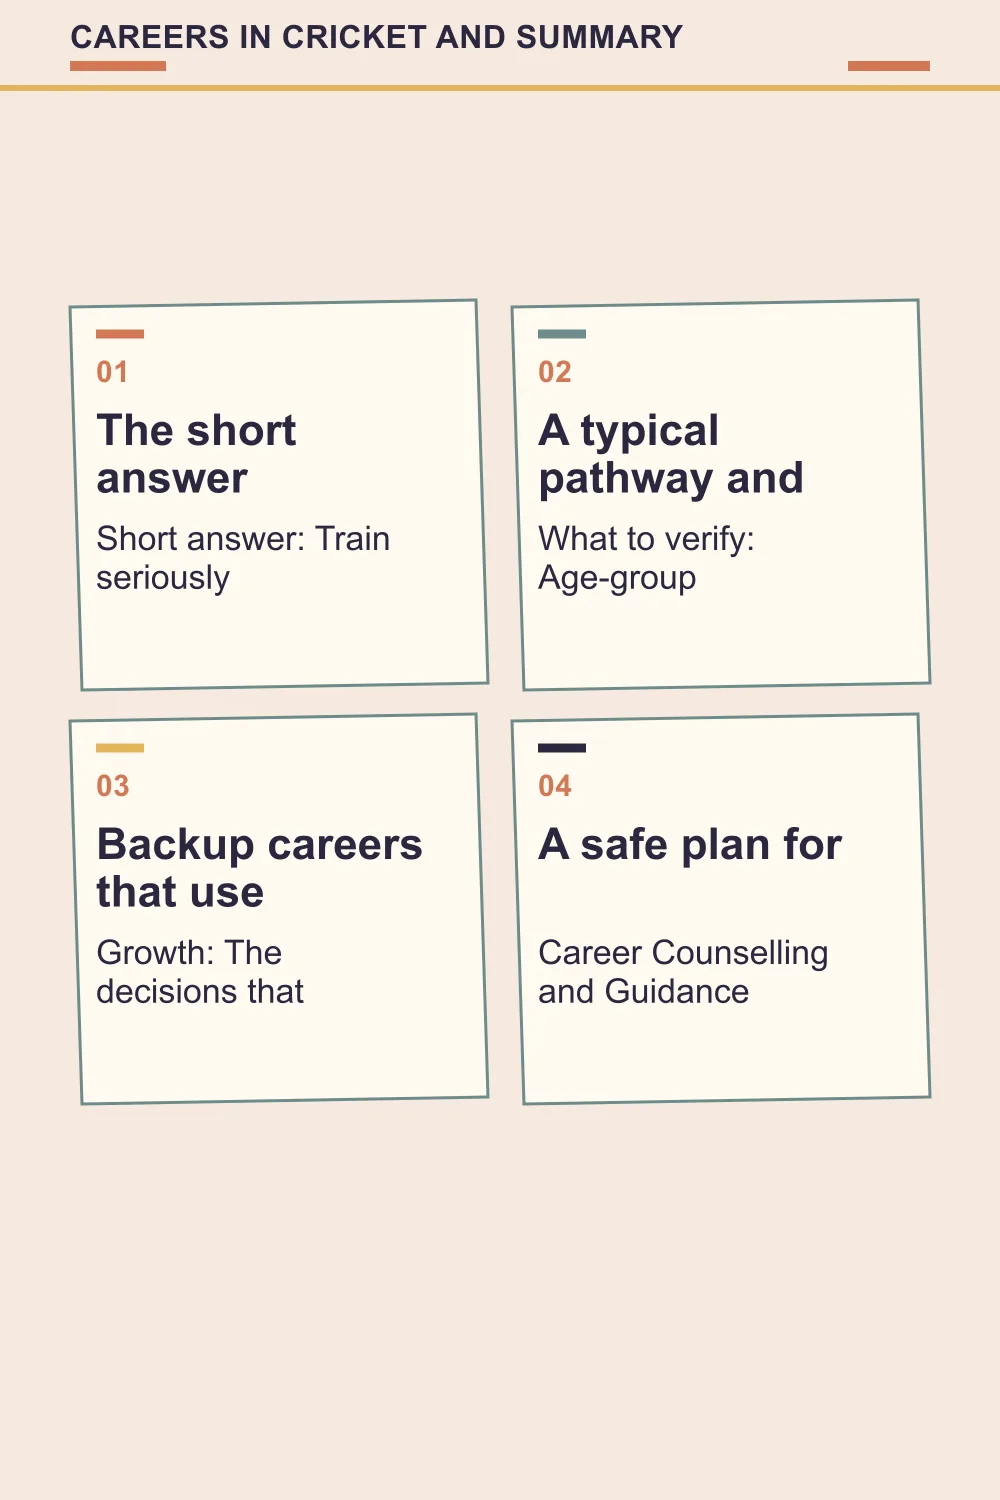 CAREERS IN CRICKET AND SUMMARY
01
The short
answer
Short answer: Train
seriously
02
A typical
pathway and
What to verify:
Age-group
03
Backup careers
that use
Growth: The
decisions that
04
A safe plan for
Career Counselling
and Guidance